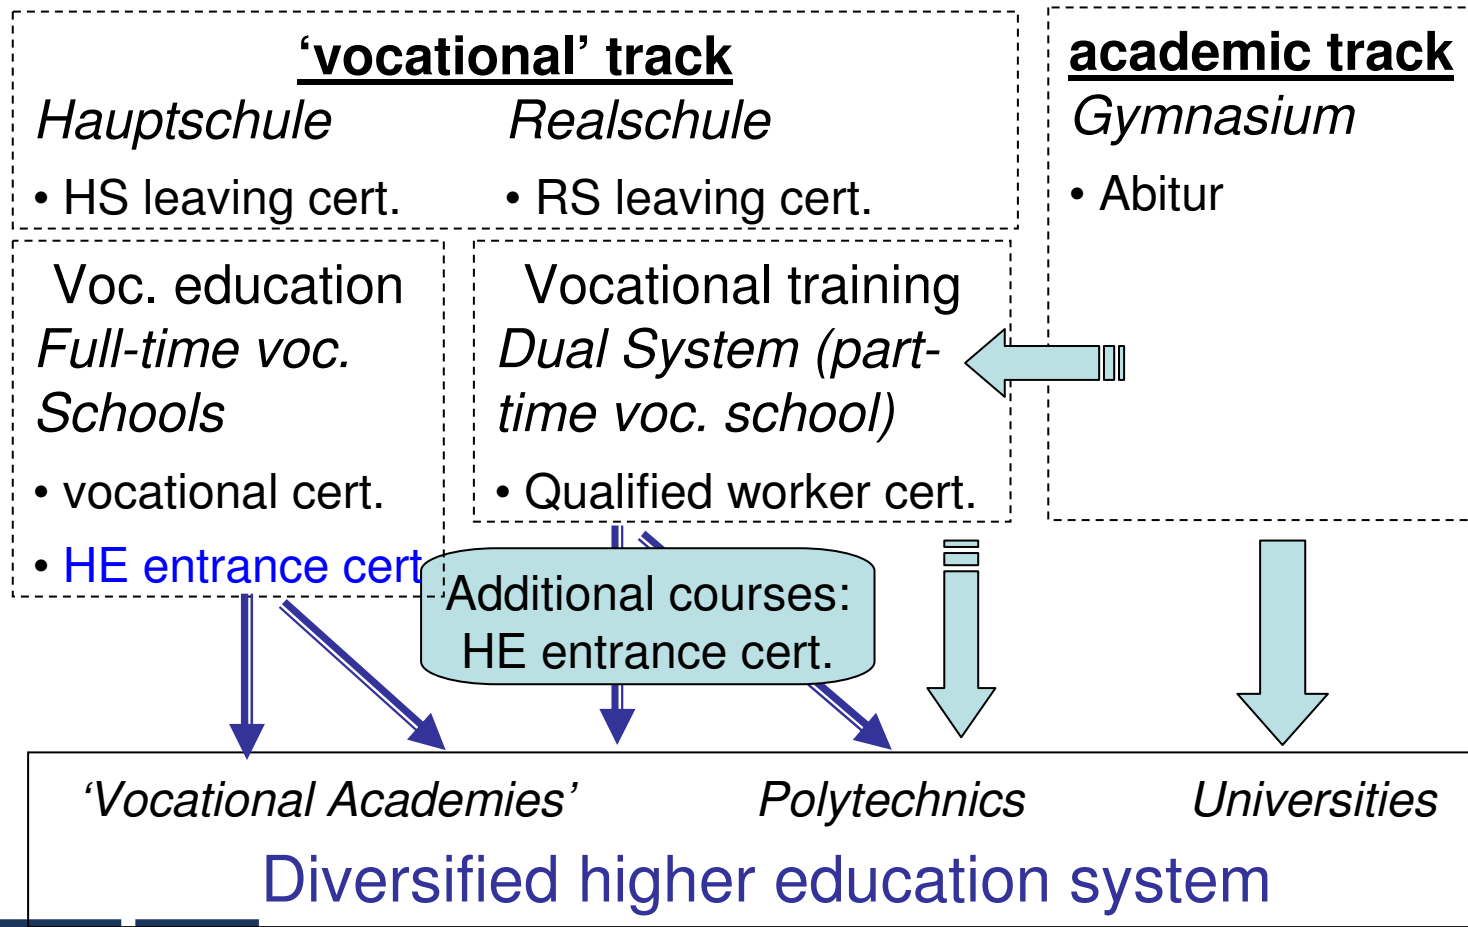 ‘vocational’ track
Hauptschule
• HS leaving cert.
Realschule
• RS leaving cert.
academic track
Gymnasium
• Abitur
Voc. education
Full-time voc.
Schools
• vocational cert.
• HE entrance cert
Vocational training
Dual System (part-
time voc. school)
• Qualified worker cert.
Additional courses:
HE entrance cert.
‘Vocational Academies’
Polytechnics
Universities
Diversified higher education system